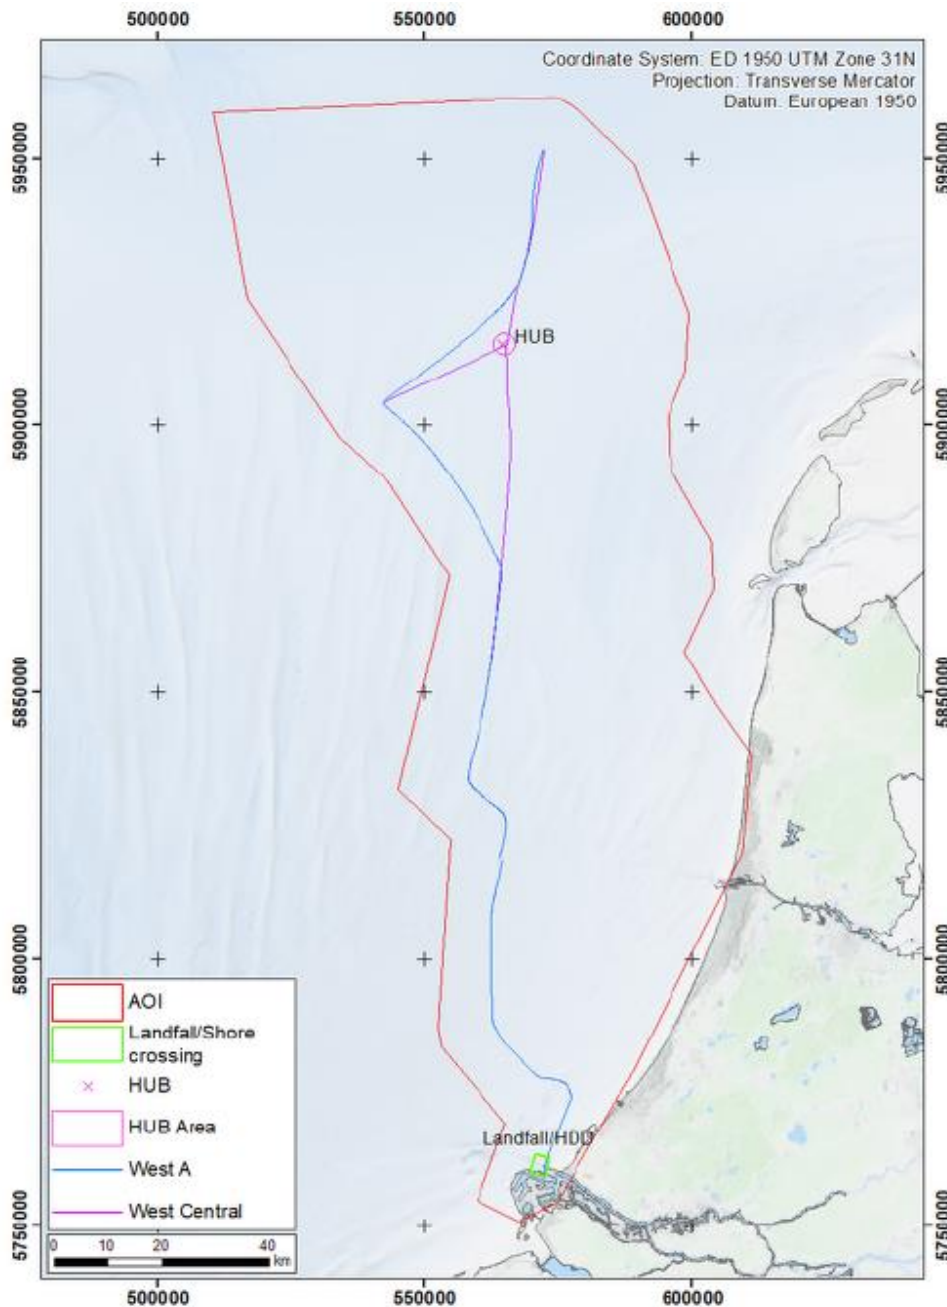 500000 550000 600000
Coordinate System: ED 1950 UTM Zone 31N
Projection: Transverse Mercator
Datum: European 1950
5950000 5950000
HUB
5900000 5900000
5850000 5850000
5800000 5800000
AOI
Landfall/Shore
crossing
HUB
HUB Area
West A
West Central
0 10 20 40
km
Landfall/HDD
5750000 5750000
500000 550000 600000